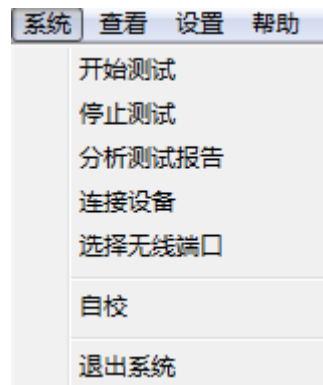 系统 查看 设置 帮助
开始测试
停止测试
分析测试报告
连接设备
选择无线端口
自校
退出系统